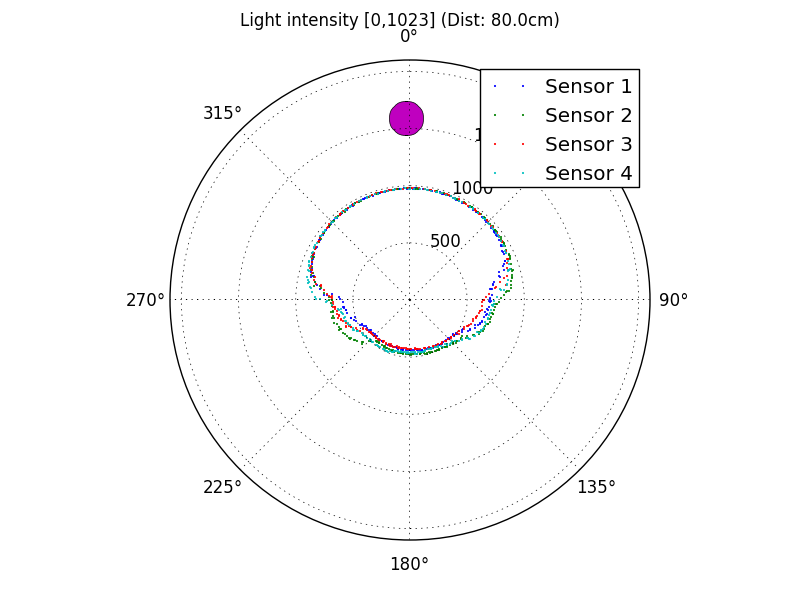 Light intensity [0,1023] (Dist: 80.0cm)
0°
315°
Sensor 1
Sensor 2
Sensor 3
Sensor 4
1000
500
270°
90°
225°
135°
180°